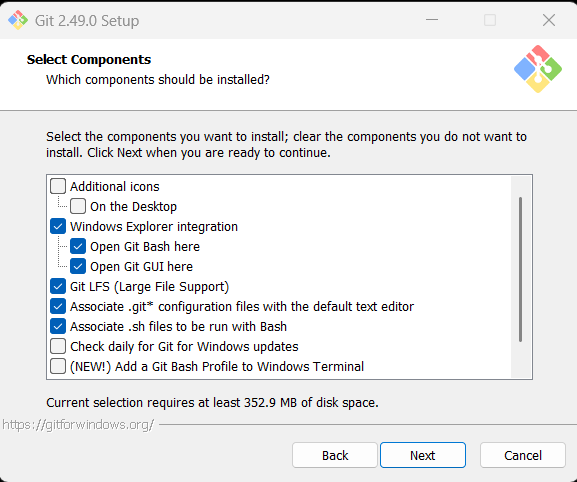 Git 2.49.0 Setup
Select Components
Which components should be installed?
Select the components you want to install; clear the components you do not want to
install. Click Next when you are ready to continue.
Additional icons
On the Desktop
Windows Explorer integration
Open Git Bash here
Open Git GUI here
Git LFS (Large File Support)
Associate .git* configuration files with the default text editor
Associate .sh files to be run with Bash
Check daily for Git for Windows updates
(NEW!) Add a Git Bash Profile to Windows Terminal
Current selection requires at least 352.9 MB of disk space.
https://gitforwindows.org/
Back Next Cancel